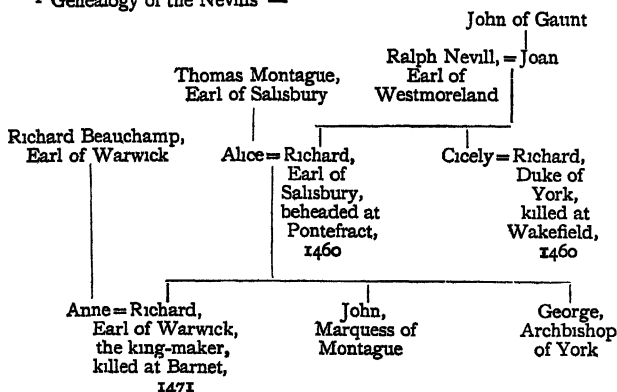 ¹ Genealogy of the Nevills —
John of Gaunt
Ralph Nevill, = Joan
Earl of
Westmoreland
Thomas Montague,
Earl of Salisbury
Richard Beauchamp,
Earl of Warwick
Alice = Richard,
Earl of
Salisbury,
beheaded at
Pontefract,
1460
Cicely = Richard,
Duke of
York,
killed at
Wakefield,
1460
Anne = Richard,
Earl of Warwick,
the king-maker,
killed at Barnet,
1471
John,
Marquess of
Montague
George,
Archbishop
of York